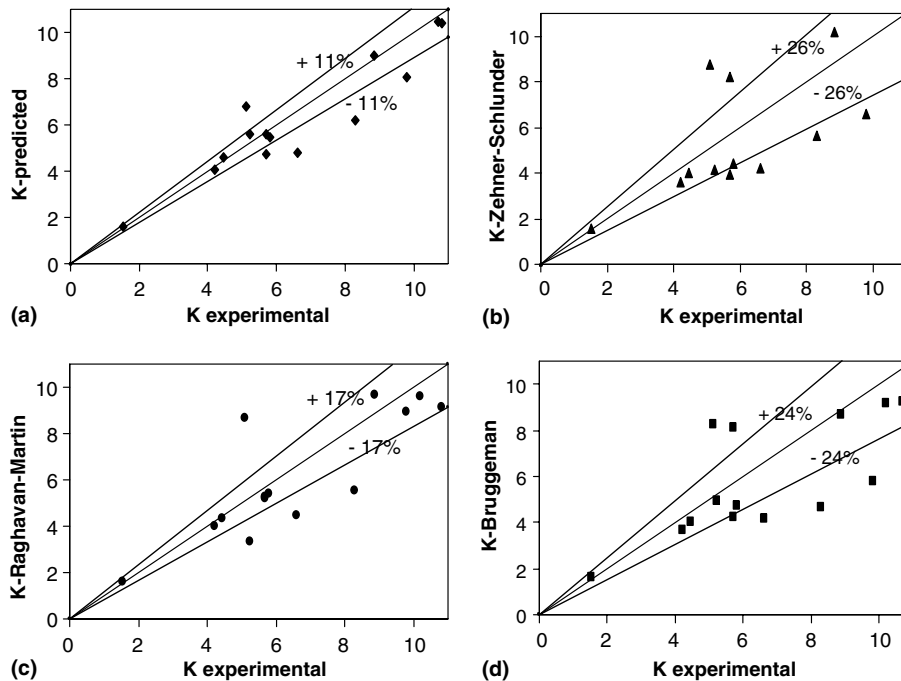 10
8
6
4
2
0
K-predicted
+ 11%
- 11%
0 2 4 6 8 10
(a) K experimental
10
8
6
4
2
0
K-Zehner-Schlunder
+ 26%
- 26%
0 2 4 6 8 10
(b) K experimental
10
8
6
4
2
0
K-Raghavan-Martin
+ 17%
- 17%
0 2 4 6 8 10
(c) K experimental
10
8
6
4
2
0
K-Bruggeman
+ 24%
- 24%
0 2 4 6 8 10
(d) K experimental